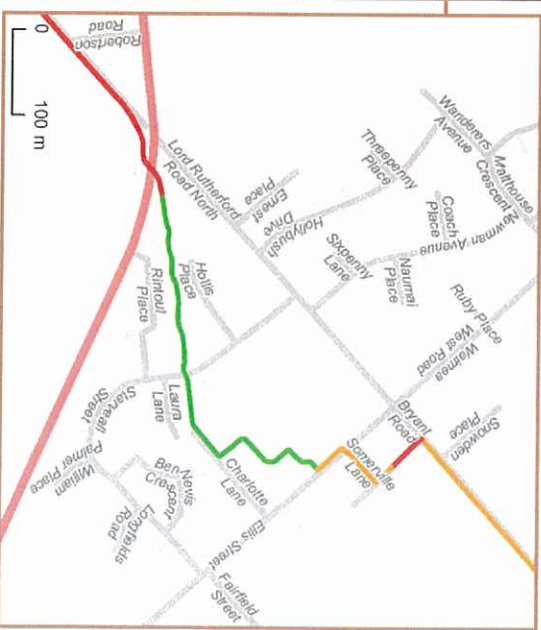 Robertson
Road
0
100 m
Lord Rutherford
Road North
Ernest
Place
Hollybush
Drive
Threepenny
Place
Wanderers
Avenue
Malthouse
Crescent
Newman Avenue
Coach
Place
Naumai
Place
Sixpenny
Lane
Ruby Place
Waimea
West Road
Bryant
Road
Snowden
Place
Somerville
Lane
Hollis
Place
Rintoul
Place
Laura
Lane
Starveall
Street
William
Palmer Place
Ben-Nevis
Crescent
Longfields
Road
Charlotte
Lane
Ellis Street
Fairfield
Street